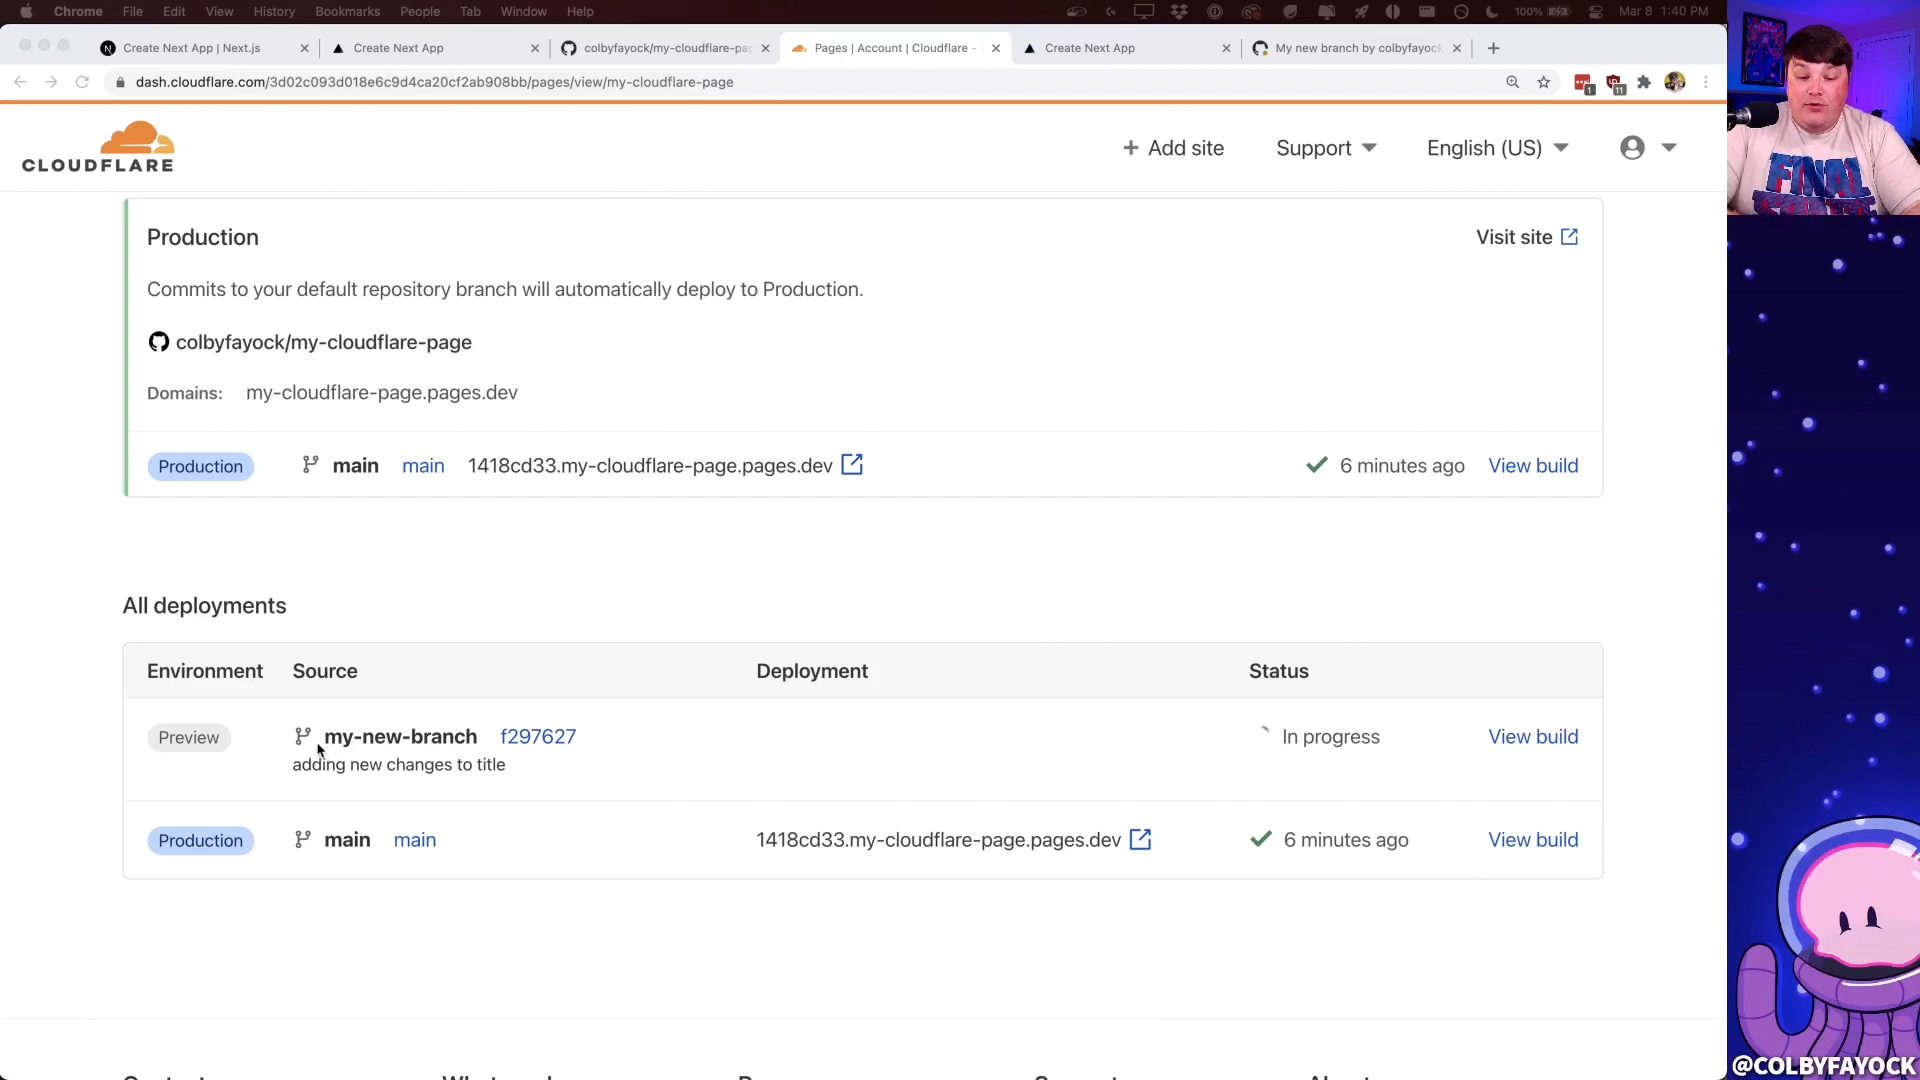 Chrome File Edit View History Bookmarks People Tab Window Help 100% Mar 8 1:40 PM
Create Next App | Next.js
Create Next App
colbyfayock/my-cloudflare-pag
Pages | Account | Cloudflare -
Create Next App
My new branch by colbyfayock
dash.cloudflare.com/3d02c093d018e6c9d4ca20cf2ab908bb/pages/view/my-cloudflare-page
1
11
CLOUDFLARE
Add site
Support
English (US)
FINAL
Production
Visit site
Commits to your default repository branch will automatically deploy to Production.
colbyfayock/my-cloudflare-page
Domains: my-cloudflare-page.pages.dev
Production main main 1418cd33.my-cloudflare-page.pages.dev 6 minutes ago View build
All deployments
Environment Source Deployment Status
Preview my-new-branch f297627 In progress View build
adding new changes to title
Production main main 1418cd33.my-cloudflare-page.pages.dev 6 minutes ago View build
@COLBYFAYOCK